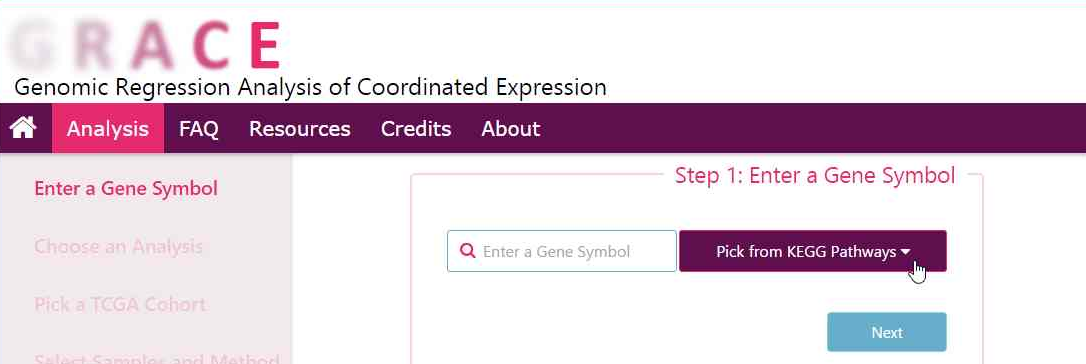 GRACE
Genomic Regression Analysis of Coordinated Expression
Analysis FAQ Resources Credits About
Enter a Gene Symbol
Choose an Analysis
Pick a TCGA Cohort
Select Samples and Method
Step 1: Enter a Gene Symbol
Enter a Gene Symbol Pick from KEGG Pathways
Next